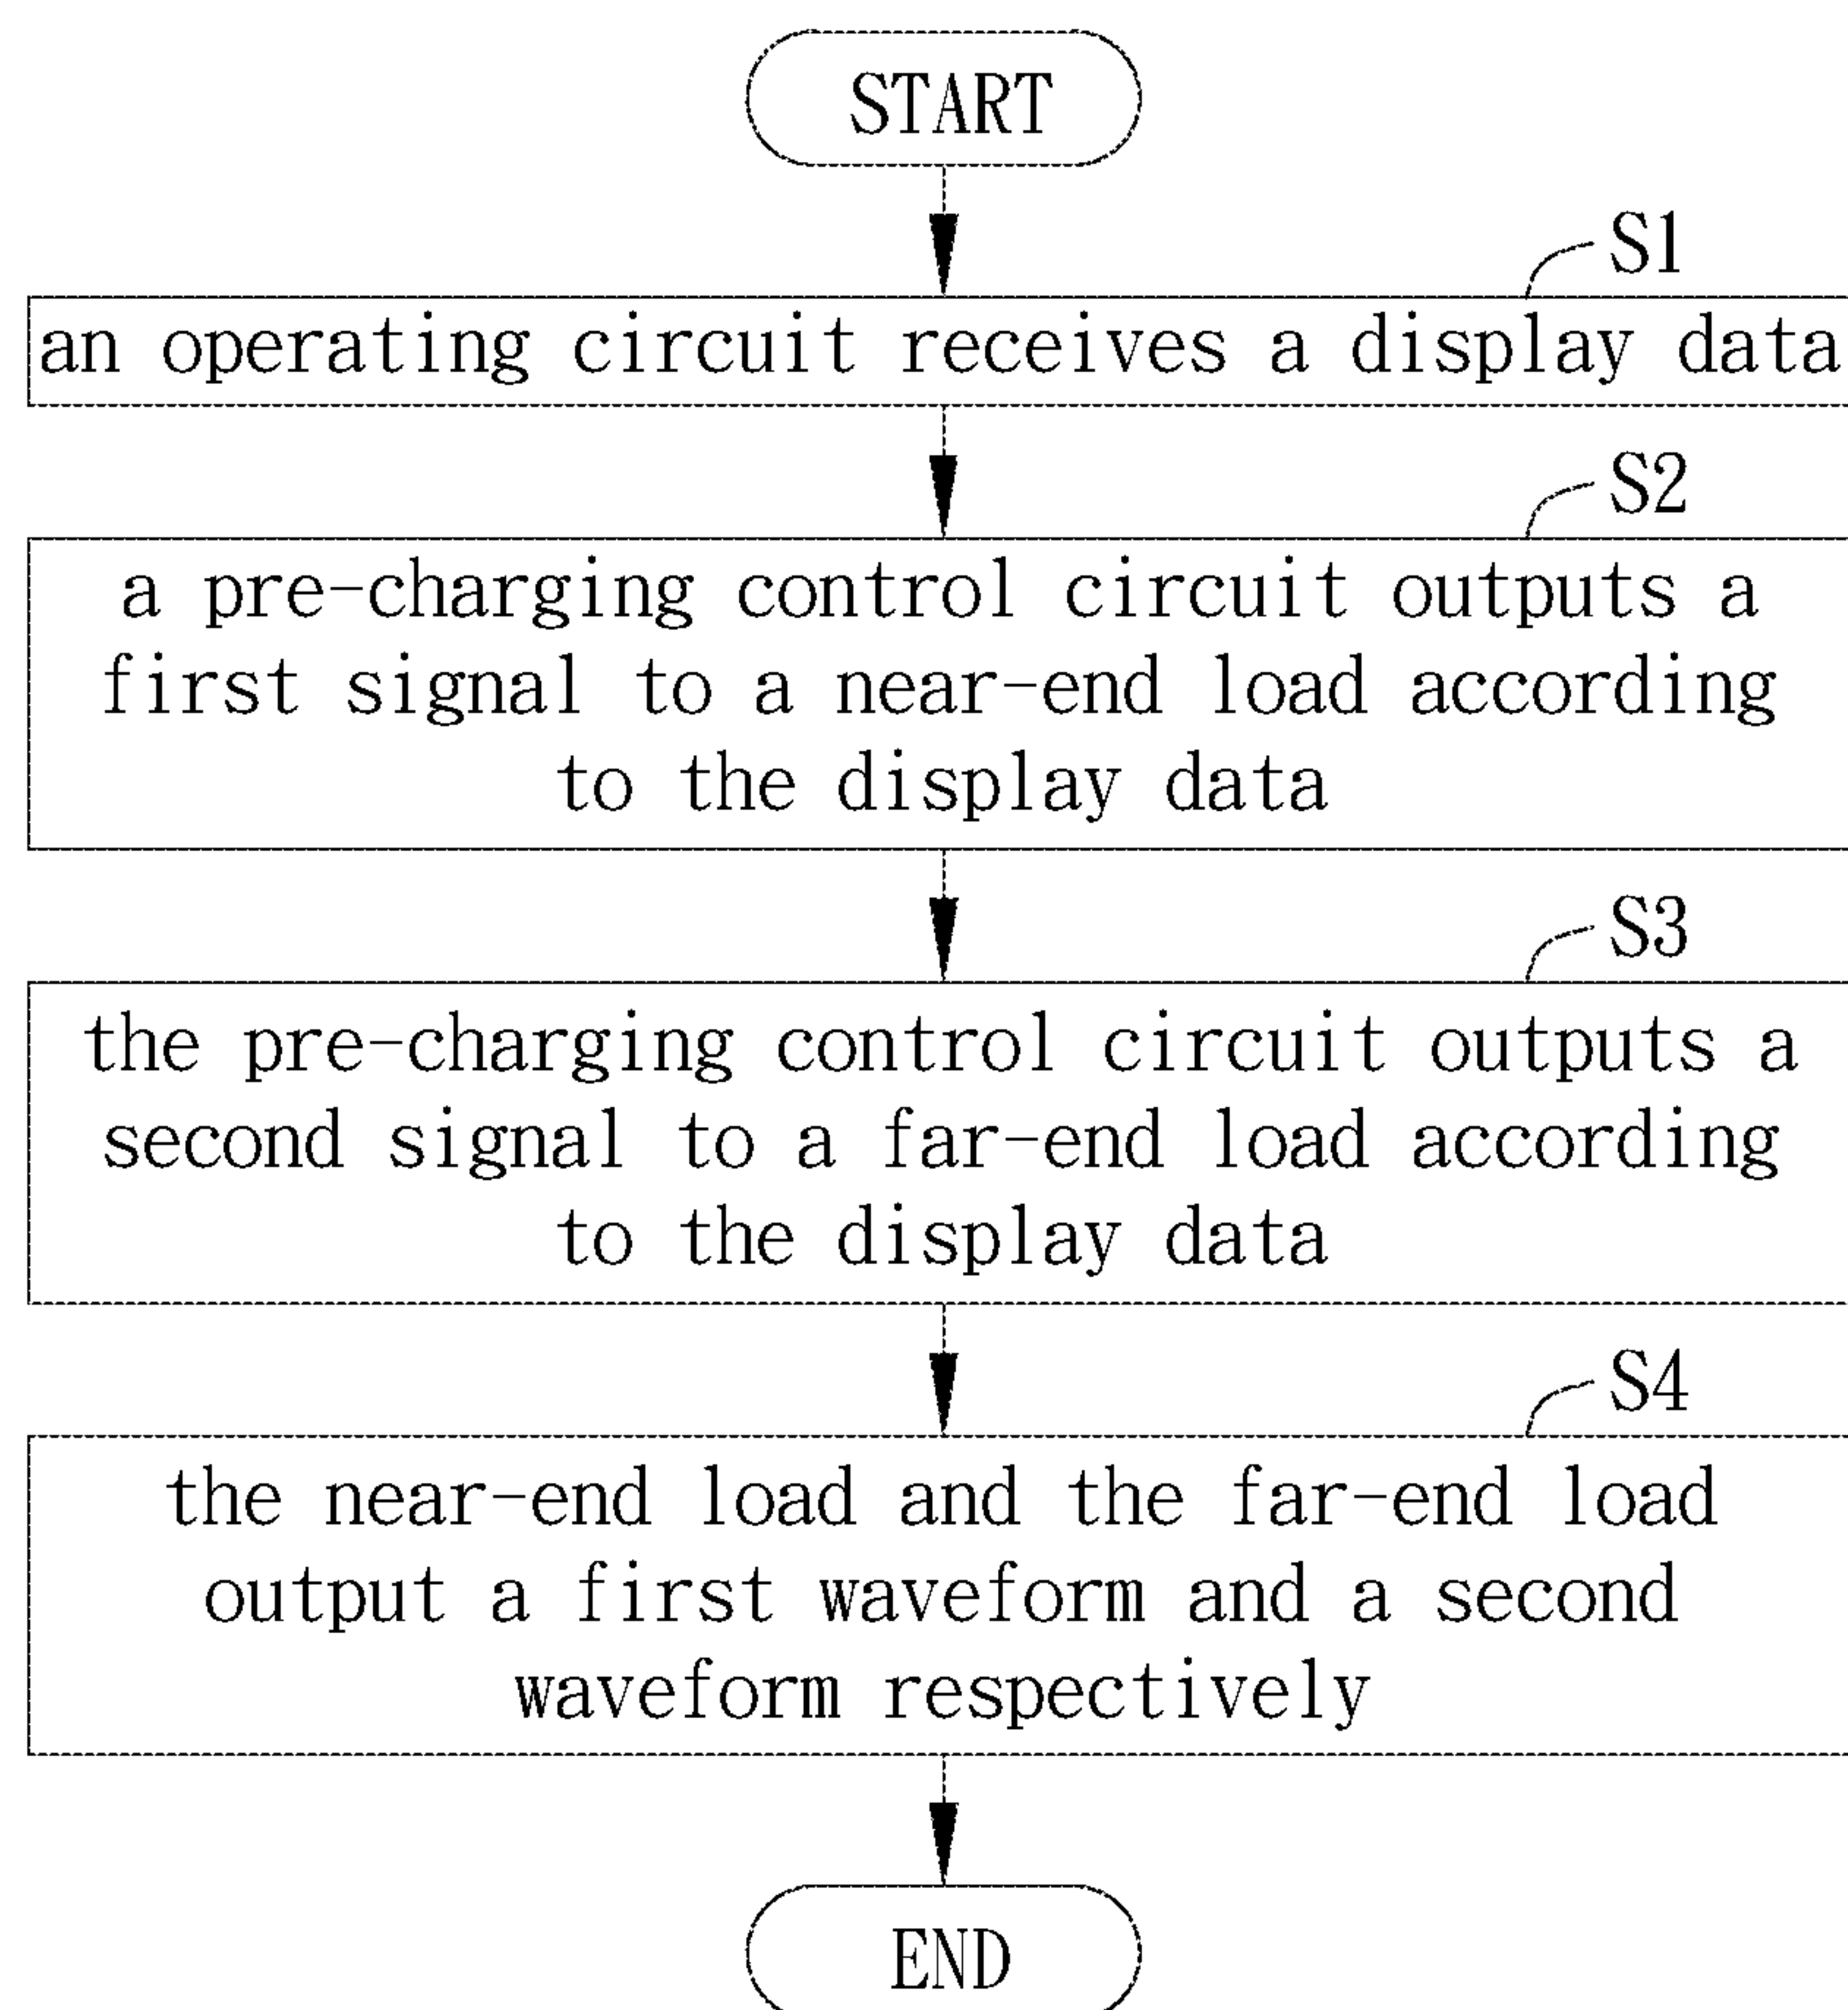 START
S1
an operating circuit receives a display data
S2
a pre-charging control circuit outputs a
first signal to a near-end load according
to the display data
S3
the pre-charging control circuit outputs a
second signal to a far-end load according
to the display data
S4
the near-end load and the far-end load
output a first waveform and a second
waveform respectively
END